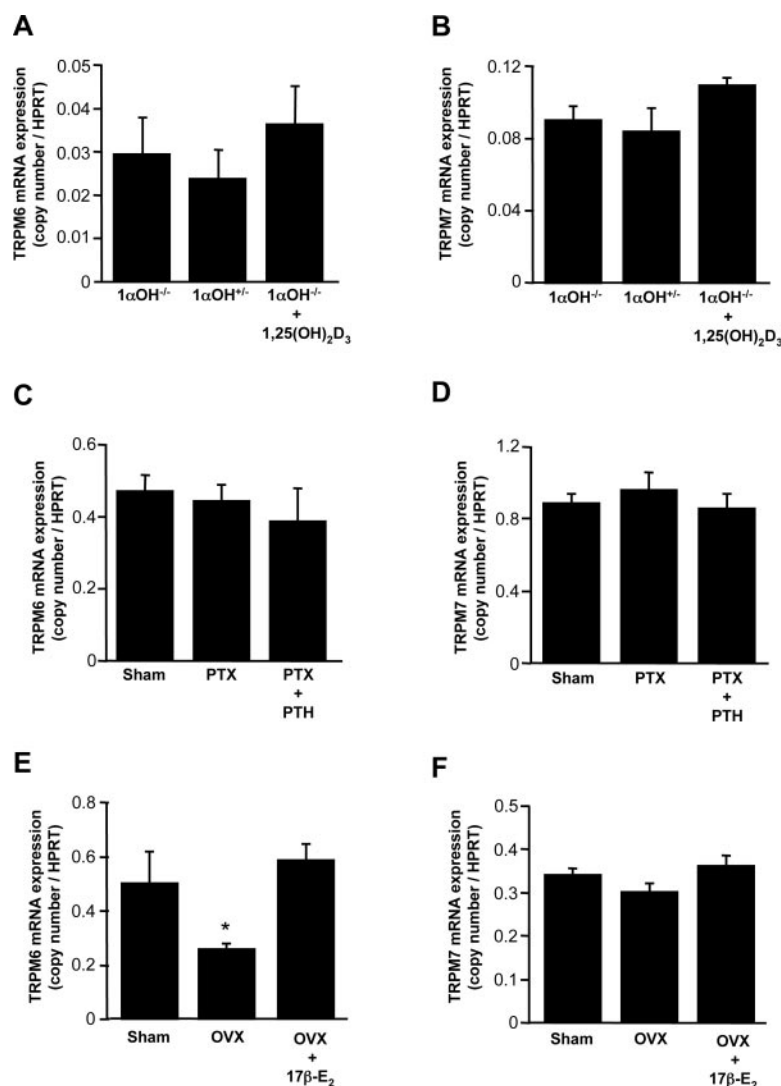 A
TRPM6 mRNA expression
(copy number / HPRT)
0.05
0.04
0.03
0.02
0.01
0
1αOH-/-
1αOH+/-
1αOH-/-
+
1,25(OH)2D3
B
TRPM7 mRNA expression
(copy number / HPRT)
0.12
0.08
0.04
0
1αOH-/-
1αOH+/-
1αOH-/-
+
1,25(OH)2D3
C
TRPM6 mRNA expression
(copy number / HPRT)
0.6
0.4
0.2
0
Sham
PTX
PTX
+
PTH
D
TRPM7 mRNA expression
(copy number / HPRT)
1.2
0.8
0.4
0
Sham
PTX
PTX
+
PTH
E
TRPM6 mRNA expression
(copy number / HPRT)
0.8
0.6
0.4
0.2
0
*
Sham
OVX
OVX
+
17β-E2
F
TRPM7 mRNA expression
(copy number / HPRT)
0.5
0.4
0.3
0.2
0.1
0
Sham
OVX
OVX
+
17β-E2